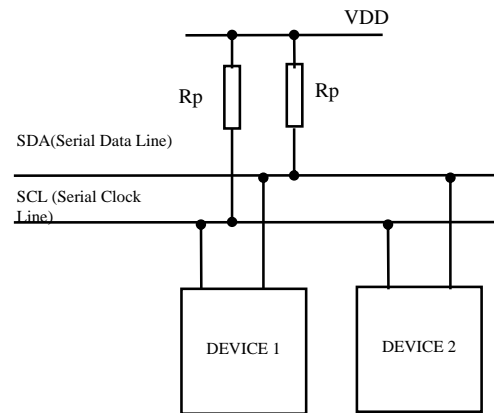 VDD
Rp
Rp
SDA(Serial Data Line)
SCL (Serial Clock
Line)
DEVICE 1
DEVICE 2